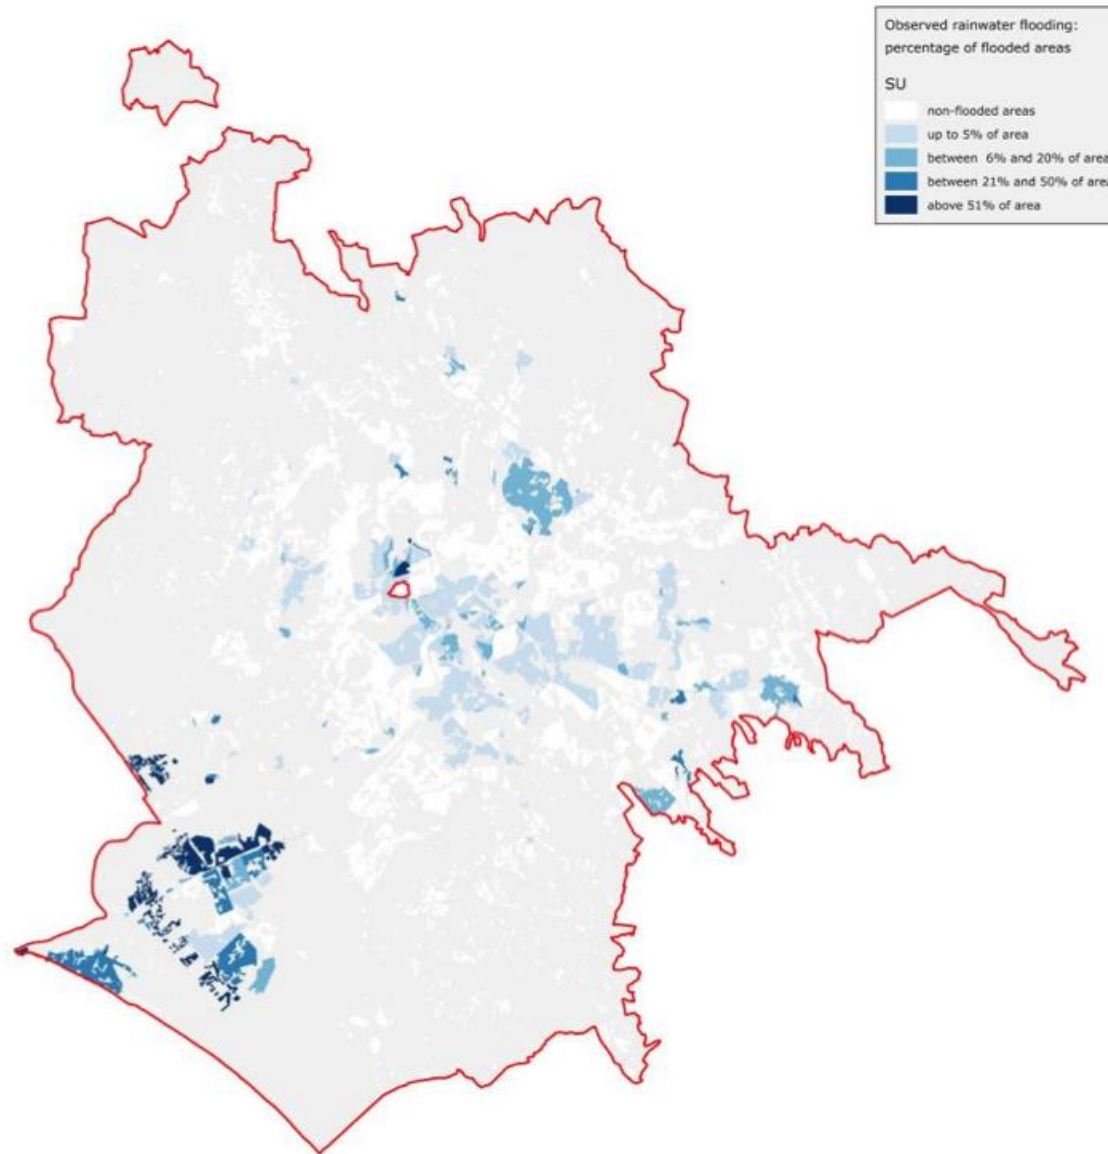 Observed rainwater flooding:
percentage of flooded areas
SU
non-flooded areas
up to 5% of area
between 6% and 20% of area
between 21% and 50% of area
above 51% of area